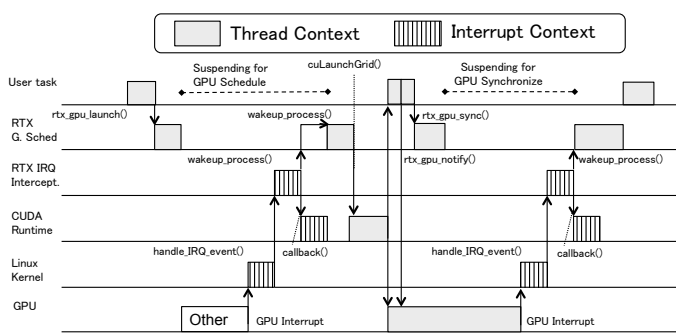 Thread Context
Interrupt Context
cuLaunchGrid()
User task
Suspending for
GPU Schedule
Suspending for
GPU Synchronize
rtx_gpu_launch()
wakeup_process()
rtx_gpu_sync()
RTX
G. Sched
wakeup_process()
rtx_gpu_notify()
wakeup_process()
RTX IRQ
Intercept.
CUDA
Runtime
handle_IRQ_event()
callback()
handle_IRQ_event()
callback()
Linux
Kernel
GPU
Other
GPU Interrupt
GPU Interrupt